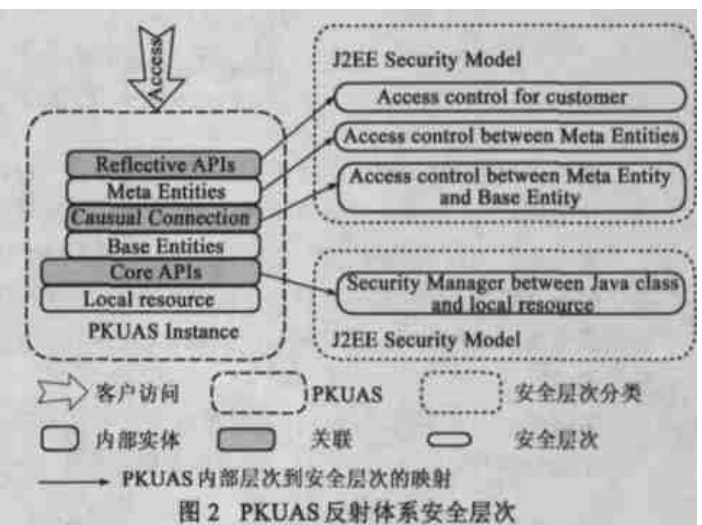 Access
J2EE Security Model
Access control for customer
Access control between Meta Entities
Access control between Meta Entity
and Base Entity
Reflective APIs
Meta Entities
Causual Connection
Base Entities
Core APIs
Local resource
PKUAS Instance
Security Manager between Java class
and local resource
J2EE Security Model
客户访问
PKUAS
安全层次分类
内部实体
关联
安全层次
PKUAS内部层次到安全层次的映射
图2 PKUAS反射体系安全层次